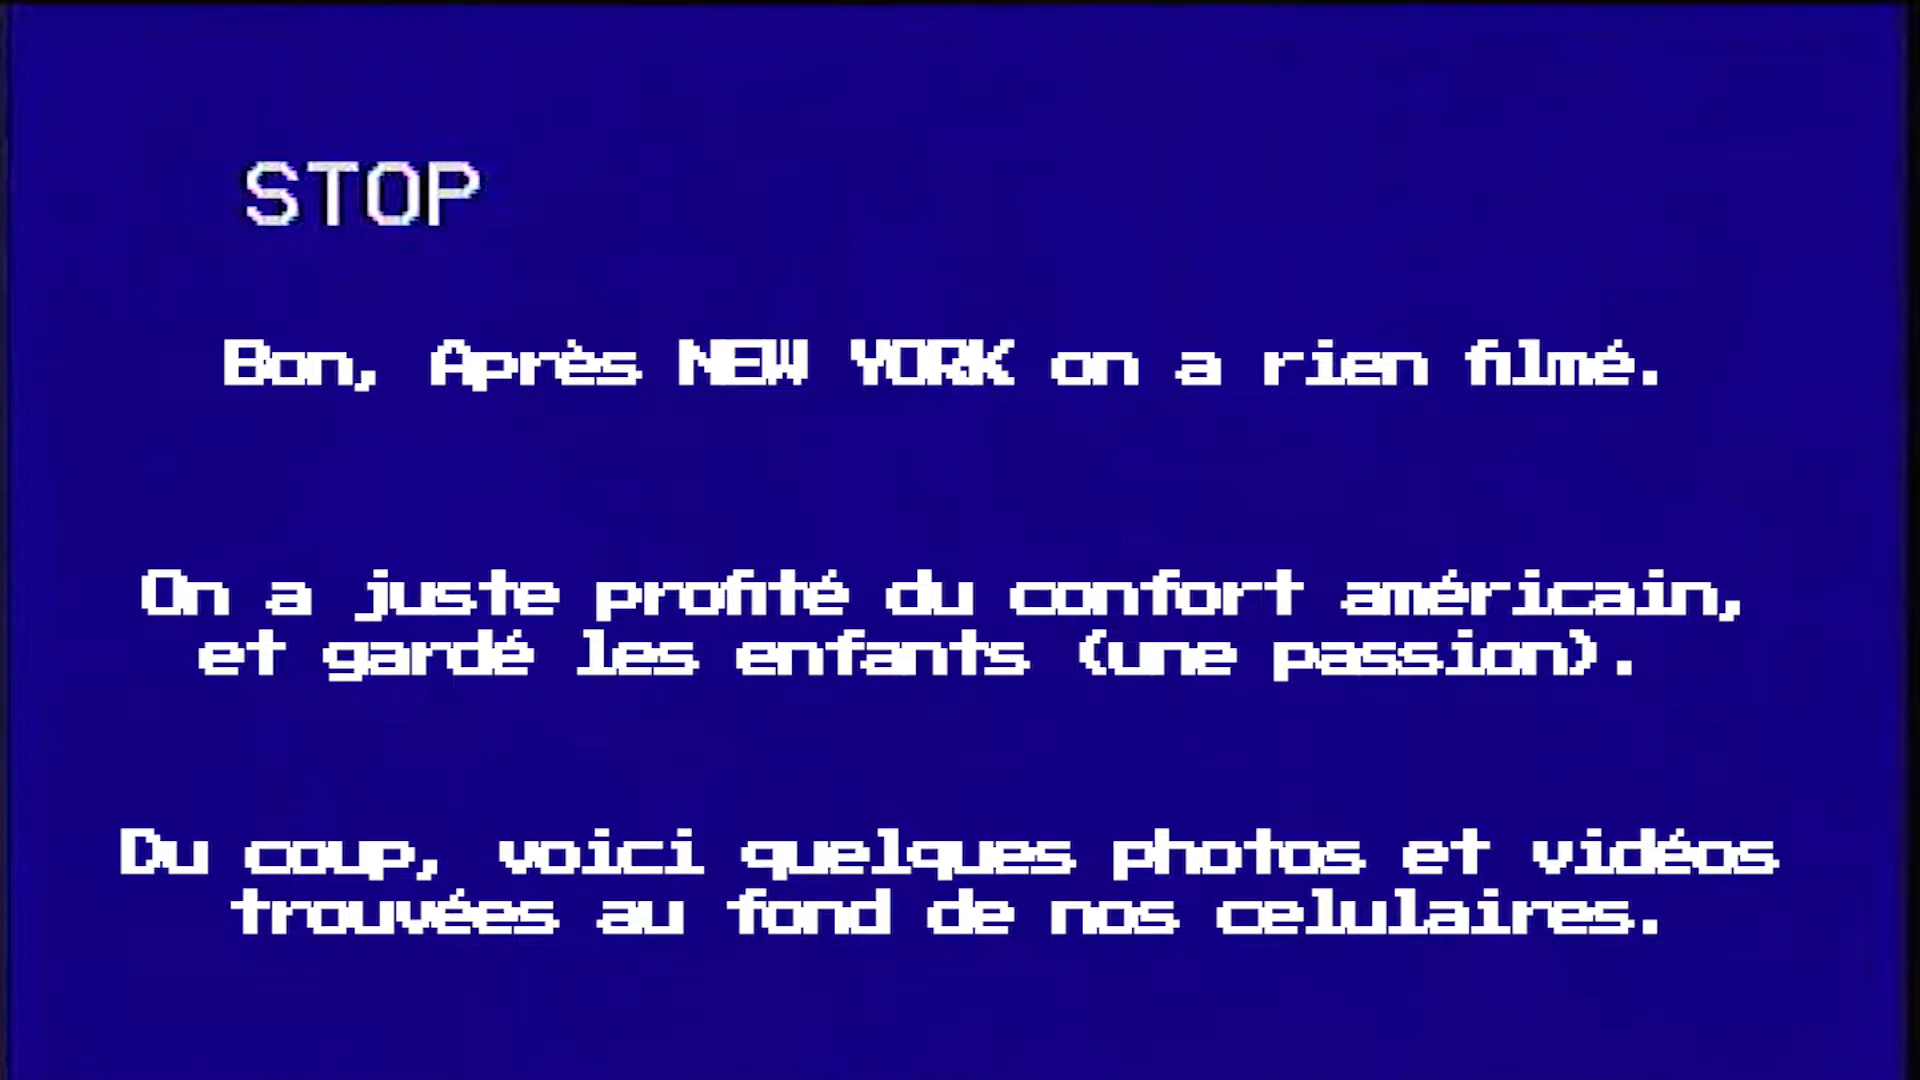 STOP
Bon, Après NEW YORK on a rien filmé.
On a juste profité du confort américain,
et gardé les enfants (une passion).
Du coup, voici quelques photos et vidéos
trouvées au fond de nos celulaires.